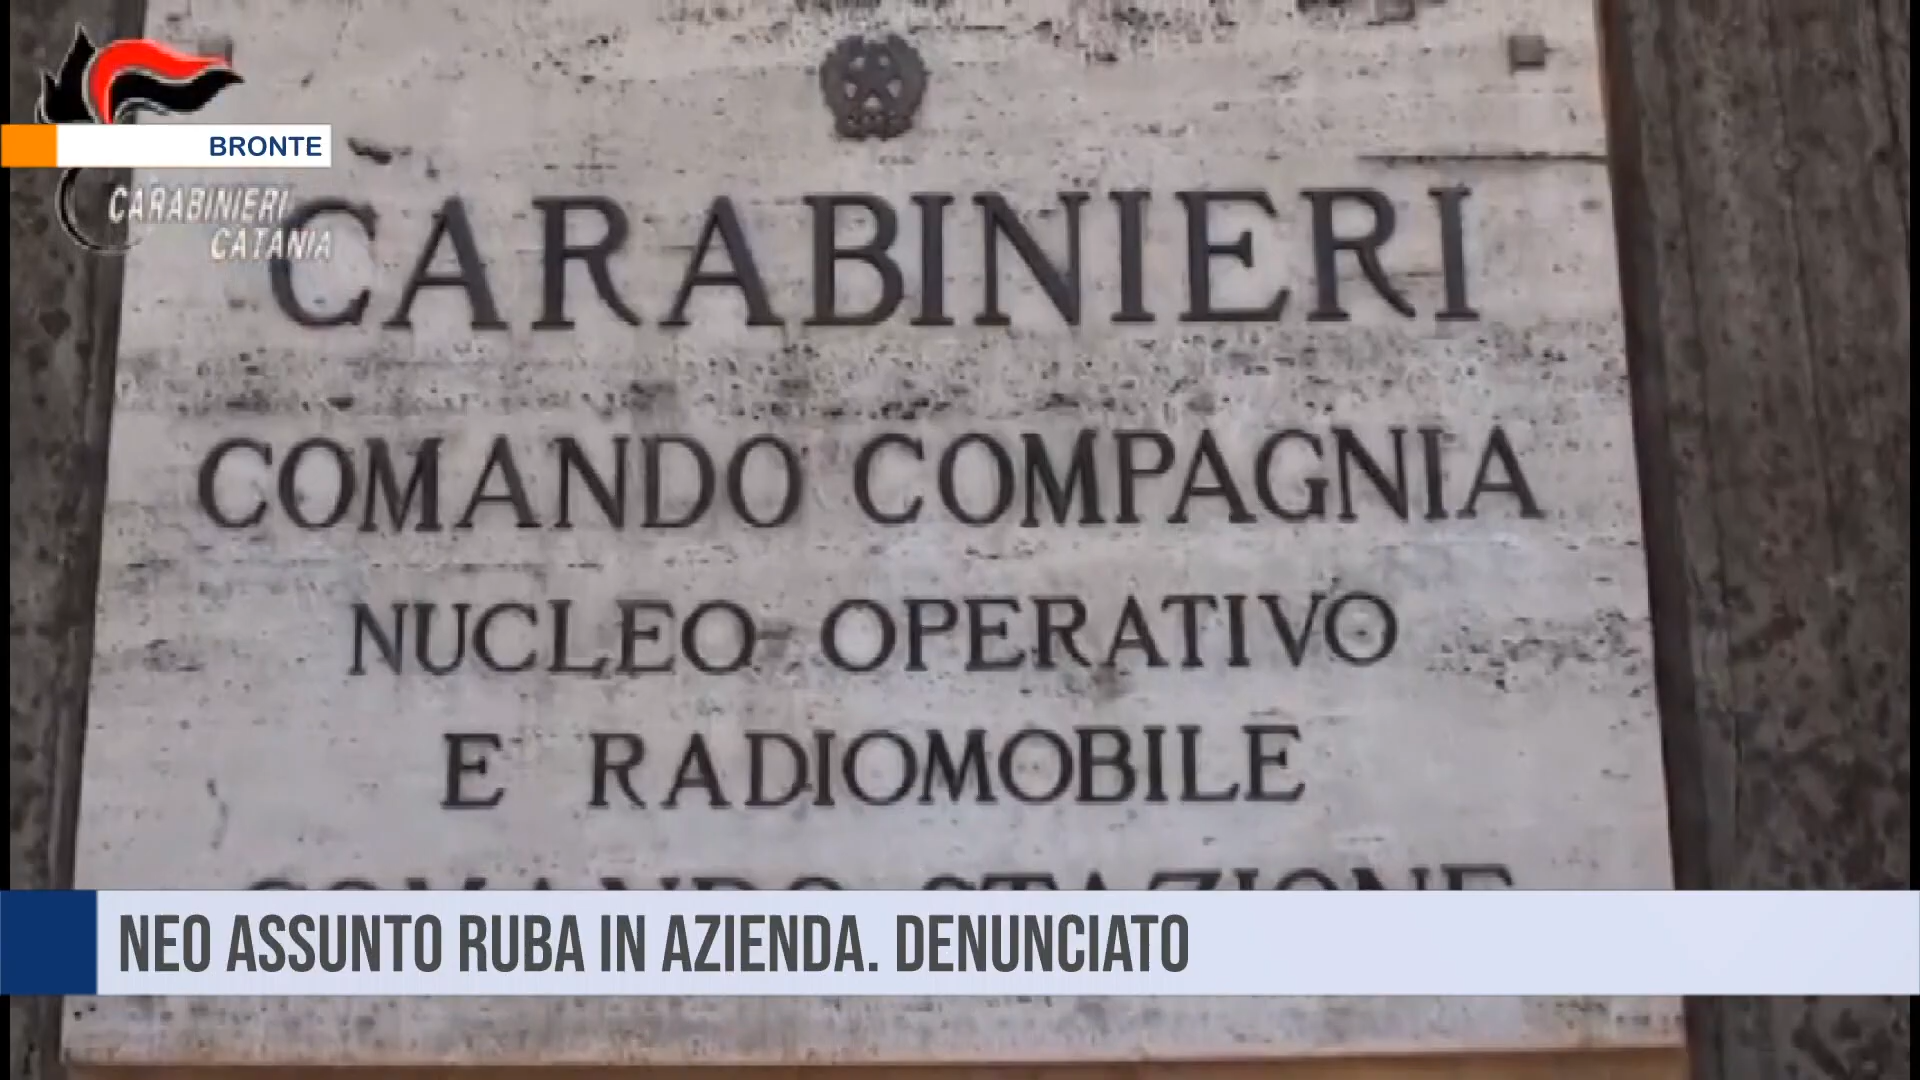 BRONTE
CARABINIERI
CATANIA
CARABINIERI
COMANDO COMPAGNIA
NUCLEO OPERATIVO
E RADIOMOBILE
COMANDO STAZIONE
NEO ASSUNTO RUBA IN AZIENDA. DENUNCIATO